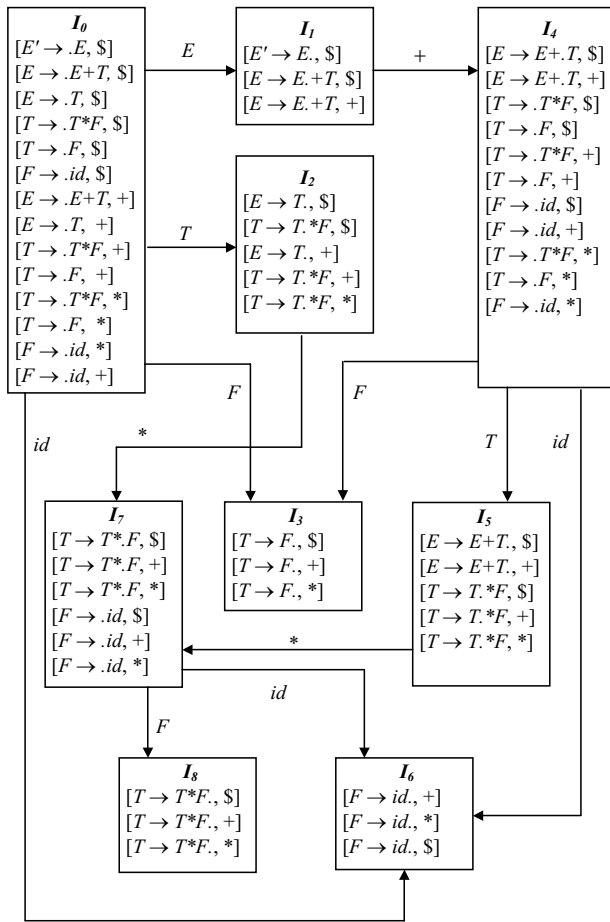 I₀
[E′ → .E, $]
[E → .E+T, $]
[E → .T, $]
[T → .T*F, $]
[T → .F, $]
[F → .id, $]
[E → .E+T, +]
[E → .T, +]
[T → .T*F, +]
[T → .F, +]
[T → .T*F, *]
[T → .F, *]
[F → .id, *]
[F → .id, +]
E
I₁
[E′ → E., $]
[E → E.+T, $]
[E → E.+T, +]
+
I₄
[E → E+.T, $]
[E → E+.T, +]
[T → .T*F, $]
[T → .F, $]
[T → .T*F, +]
[T → .F, +]
[F → .id, $]
[F → .id, +]
[T → .T*F, *]
[T → .F, *]
[F → .id, *]
T
I₂
[E → T., $]
[T → T.*F, $]
[E → T., +]
[T → T.*F, +]
[T → T.*F, *]
F
F
id
*
T
id
I₇
[T → T*.F, $]
[T → T*.F, +]
[T → T*.F, *]
[F → .id, $]
[F → .id, +]
[F → .id, *]
I₃
[T → F., $]
[T → F., +]
[T → F., *]
I₅
[E → E+T., $]
[E → E+T., +]
[T → T.*F, $]
[T → T.*F, +]
[T → T.*F, *]
*
id
F
I₈
[T → T*F., $]
[T → T*F., +]
[T → T*F., *]
I₆
[F → id., +]
[F → id., *]
[F → id., $]